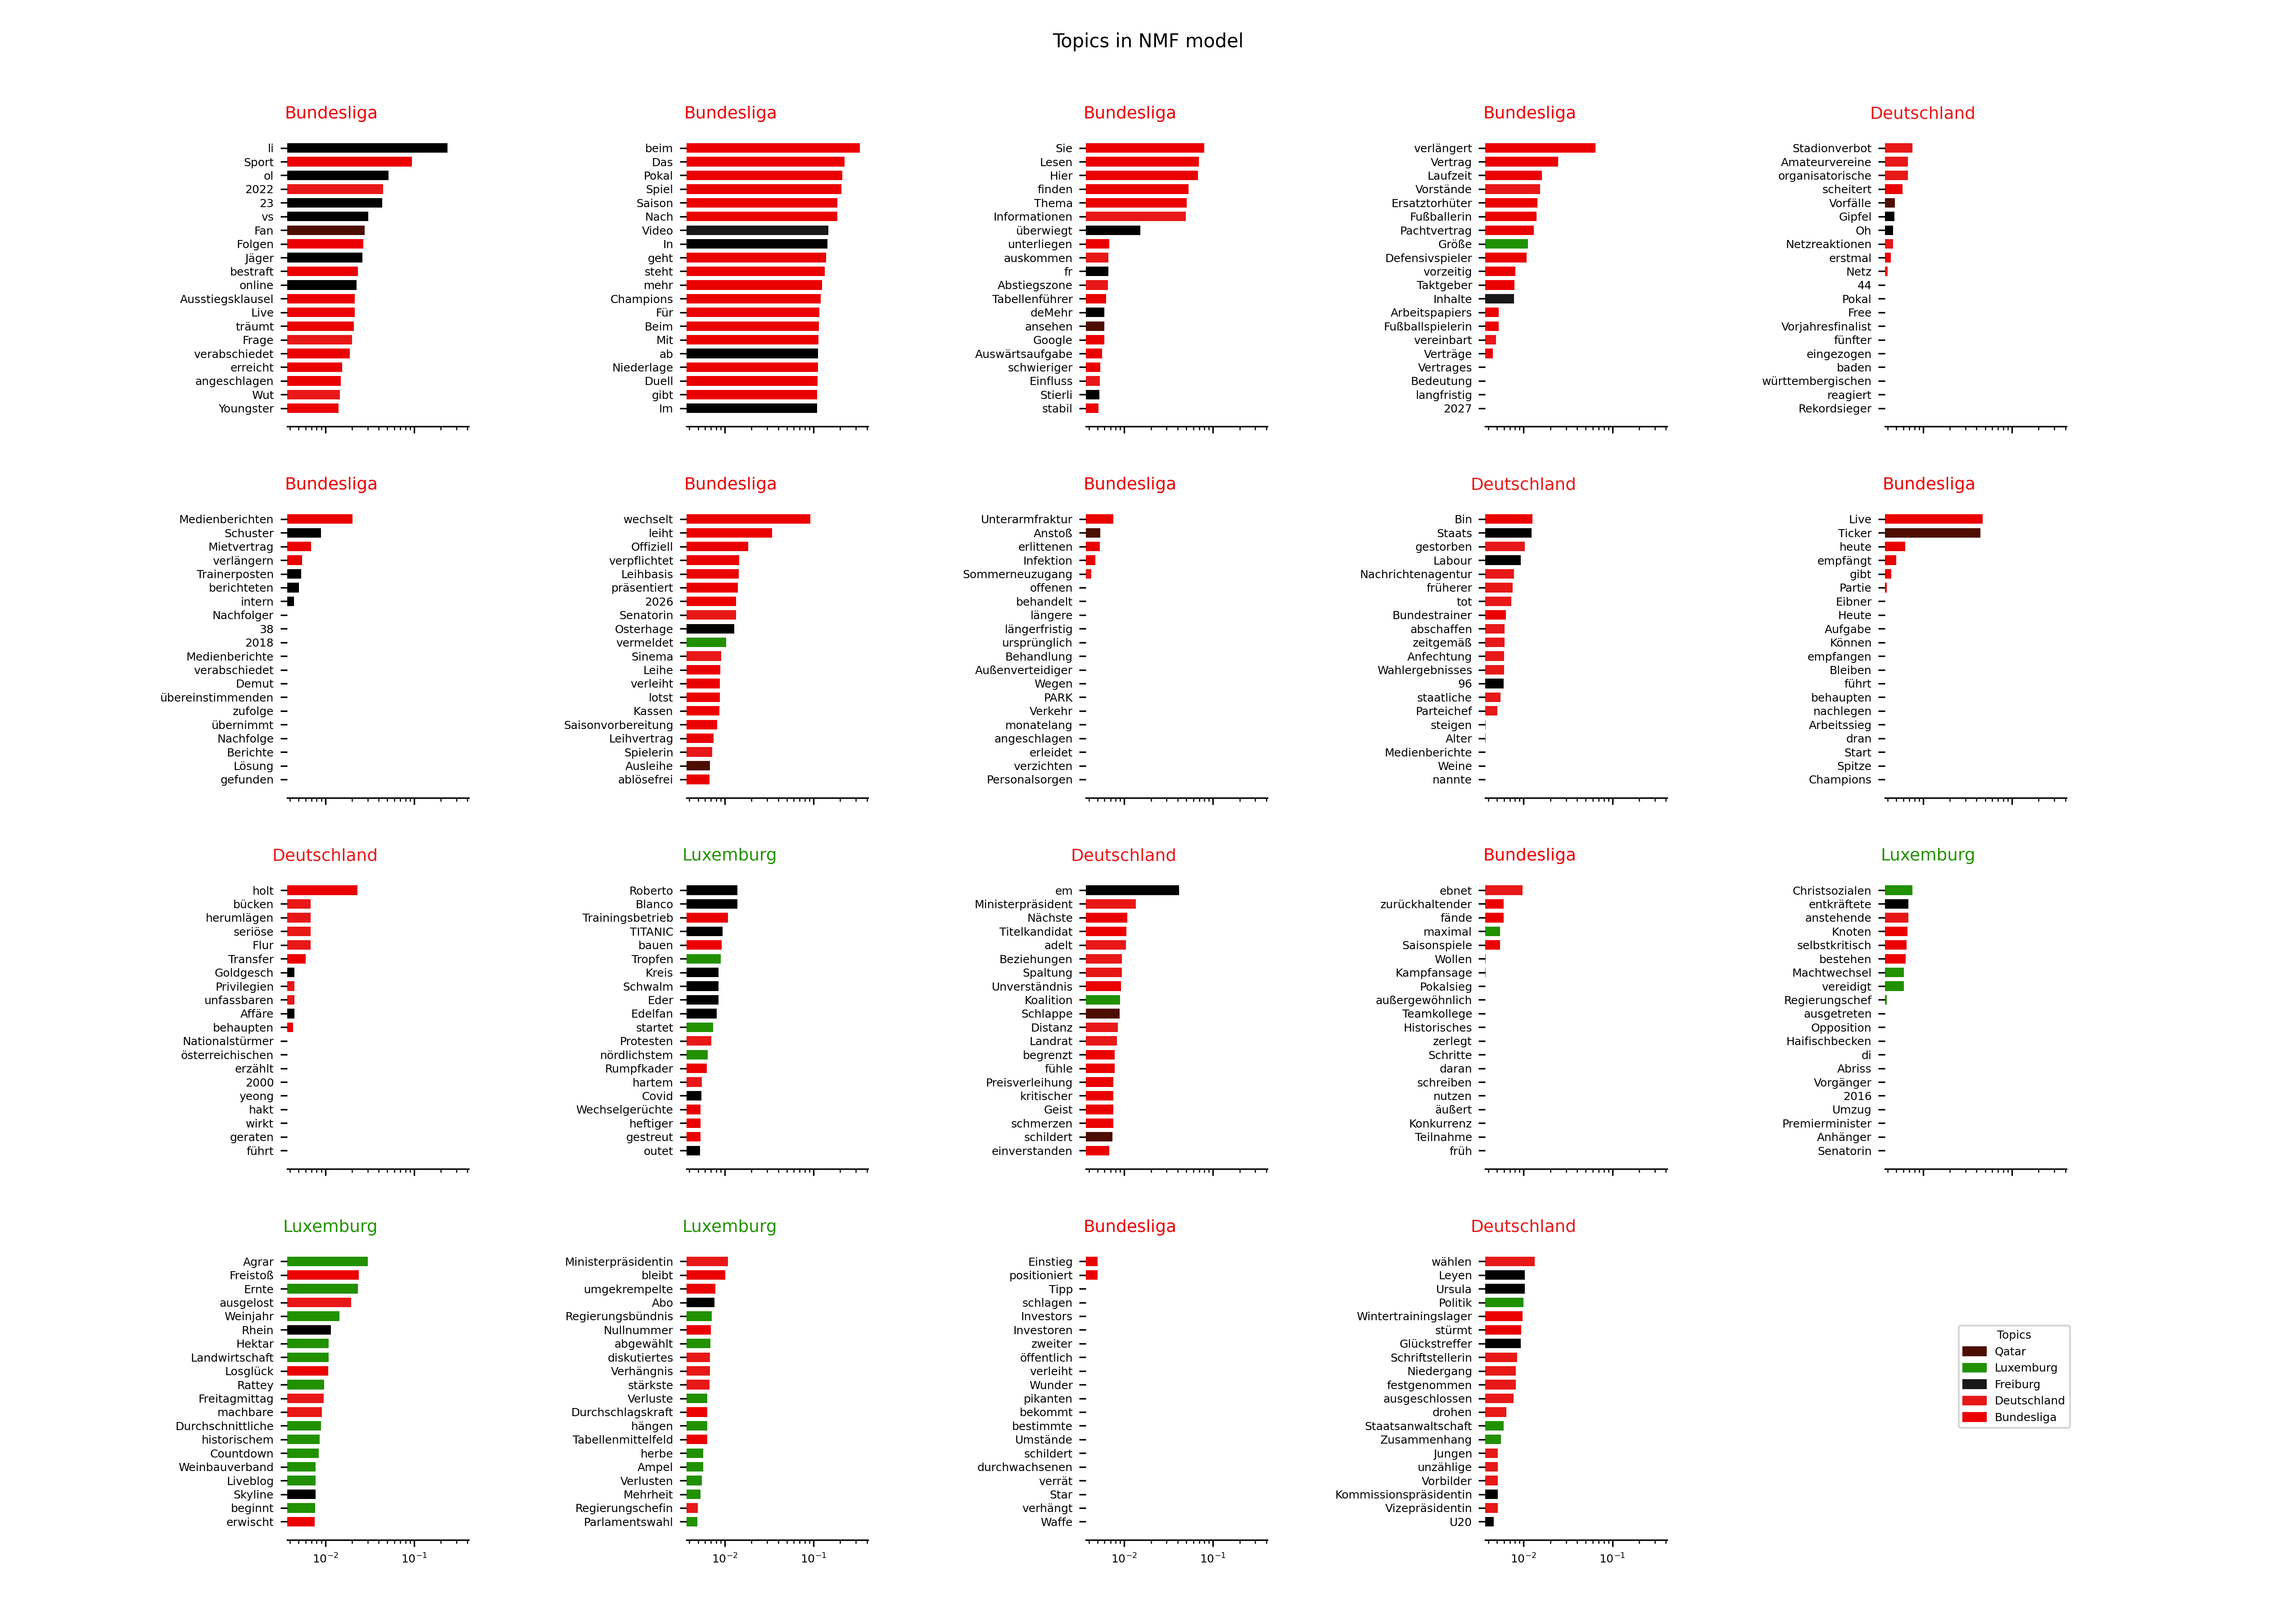 Topics in NMF model
Bundesliga
li
Sport
ol
2022
23
vs
Fan
Folgen
Jäger
bestraft
online
Ausstiegsklausel
Live
träumt
Frage
verabschiedet
erreicht
angeschlagen
Wut
Youngster
Bundesliga
beim
Das
Pokal
Spiel
Saison
Nach
Video
In
geht
steht
mehr
Champions
Für
Beim
Mit
ab
Niederlage
Duell
gibt
Im
Bundesliga
Sie
Lesen
Hier
finden
Thema
Informationen
überwiegt
unterliegen
auskommen
fr
Abstiegszone
Tabellenführer
deMehr
ansehen
Google
Auswärtsaufgabe
schwieriger
Einfluss
Stierli
stabil
Bundesliga
verlängert
Vertrag
Laufzeit
Vorstände
Ersatztorhüter
Fußballerin
Pachtvertrag
Größe
Defensivspieler
vorzeitig
Taktgeber
Inhalte
Arbeitspapiers
Fußballspielerin
vereinbart
Verträge
Vertrages
Bedeutung
langfristig
2027
Deutschland
Stadionverbot
Amateurvereine
organisatorische
scheitert
Vorfälle
Gipfel
Oh
Netzreaktionen
erstmal
Netz
44
Pokal
Free
Vorjahresfinalist
fünfter
eingezogen
baden
württembergischen
reagiert
Rekordsieger
Bundesliga
Medienberichten
Schuster
Mietvertrag
verlängern
Trainerposten
berichteten
intern
Nachfolger
38
2018
Medienberichte
verabschiedet
Demut
übereinstimmenden
zufolge
übernimmt
Nachfolge
Berichte
Lösung
gefunden
Bundesliga
wechselt
leiht
Offiziell
verpflichtet
Leihbasis
präsentiert
2026
Senatorin
Osterhage
vermeldet
Sinema
Leihe
verleiht
lotst
Kassen
Saisonvorbereitung
Leihvertrag
Spielerin
Ausleihe
ablösefrei
Bundesliga
Unterarmfraktur
Anstoß
erlittenen
Infektion
Sommerneuzugang
offenen
behandelt
längere
längerfristig
ursprünglich
Behandlung
Außenverteidiger
Wegen
PARK
Verkehr
monatelang
angeschlagen
erleidet
verzichten
Personalsorgen
Deutschland
Bin
Staats
gestorben
Labour
Nachrichtenagentur
früherer
tot
Bundestrainer
abschaffen
zeitgemäß
Anfechtung
Wahlergebnisses
96
staatliche
Parteichef
steigen
Alter
Medienberichte
Weine
nannte
Bundesliga
Live
Ticker
heute
empfängt
gibt
Partie
Eibner
Heute
Aufgabe
Können
empfangen
Bleiben
führt
behaupten
nachlegen
Arbeitssieg
dran
Start
Spitze
Champions
Deutschland
holt
bücken
herumlägen
seriöse
Flur
Transfer
Goldgesch
Privilegien
unfassbaren
Affäre
behaupten
Nationalstürmer
österreichischen
erzählt
2000
yeong
hakt
wirkt
geraten
führt
Luxemburg
Roberto
Blanco
Trainingsbetrieb
TITANIC
bauen
Tropfen
Kreis
Schwalm
Eder
Edelfan
startet
Protesten
nördlichstem
Rumpfkader
hartem
Covid
Wechselgerüchte
heftiger
gestreut
outet
Deutschland
em
Ministerpräsident
Nächste
Titelkandidat
adelt
Beziehungen
Spaltung
Unverständnis
Koalition
Schlappe
Distanz
Landrat
begrenzt
fühle
Preisverleihung
kritischer
Geist
schmerzen
schildert
einverstanden
Bundesliga
ebnet
zurückhaltender
fände
maximal
Saisonspiele
Wollen
Kampfansage
Pokalsieg
außergewöhnlich
Teamkollege
Historisches
zerlegt
Schritte
daran
schreiben
nutzen
äußert
Konkurrenz
Teilnahme
früh
Luxemburg
Christsozialen
entkräftete
anstehende
Knoten
selbstkritisch
bestehen
Machtwechsel
vereidigt
Regierungschef
ausgetreten
Opposition
Haifischbecken
di
Abriss
Vorgänger
2016
Umzug
Premierminister
Anhänger
Senatorin
Luxemburg
Agrar
Freistoß
Ernte
ausgelost
Weinjahr
Rhein
Hektar
Landwirtschaft
Losglück
Rattey
Freitagmittag
machbare
Durchschnittliche
historischem
Countdown
Weinbauverband
Liveblog
Skyline
beginnt
erwischt
10⁻² 10⁻¹
Luxemburg
Ministerpräsidentin
bleibt
umgekrempelte
Abo
Regierungsbündnis
Nullnummer
abgewählt
diskutiertes
Verhängnis
stärkste
Verluste
Durchschlagskraft
hängen
Tabellenmittelfeld
herbe
Ampel
Verlusten
Mehrheit
Regierungschefin
Parlamentswahl
10⁻² 10⁻¹
Bundesliga
Einstieg
positioniert
Tipp
schlagen
Investors
Investoren
zweiter
öffentlich
verleiht
Wunder
pikanten
bekommt
bestimmte
Umstände
schildert
durchwachsenen
verrät
Star
verhängt
Waffe
10⁻² 10⁻¹
Deutschland
wählen
Leyen
Ursula
Politik
Wintertrainingslager
stürmt
Glückstreffer
Schriftstellerin
Niedergang
festgenommen
ausgeschlossen
drohen
Staatsanwaltschaft
Zusammenhang
Jungen
unzählige
Vorbilder
Kommissionspräsidentin
Vizepräsidentin
U20
10⁻² 10⁻¹
Topics
Qatar
Luxemburg
Freiburg
Deutschland
Bundesliga